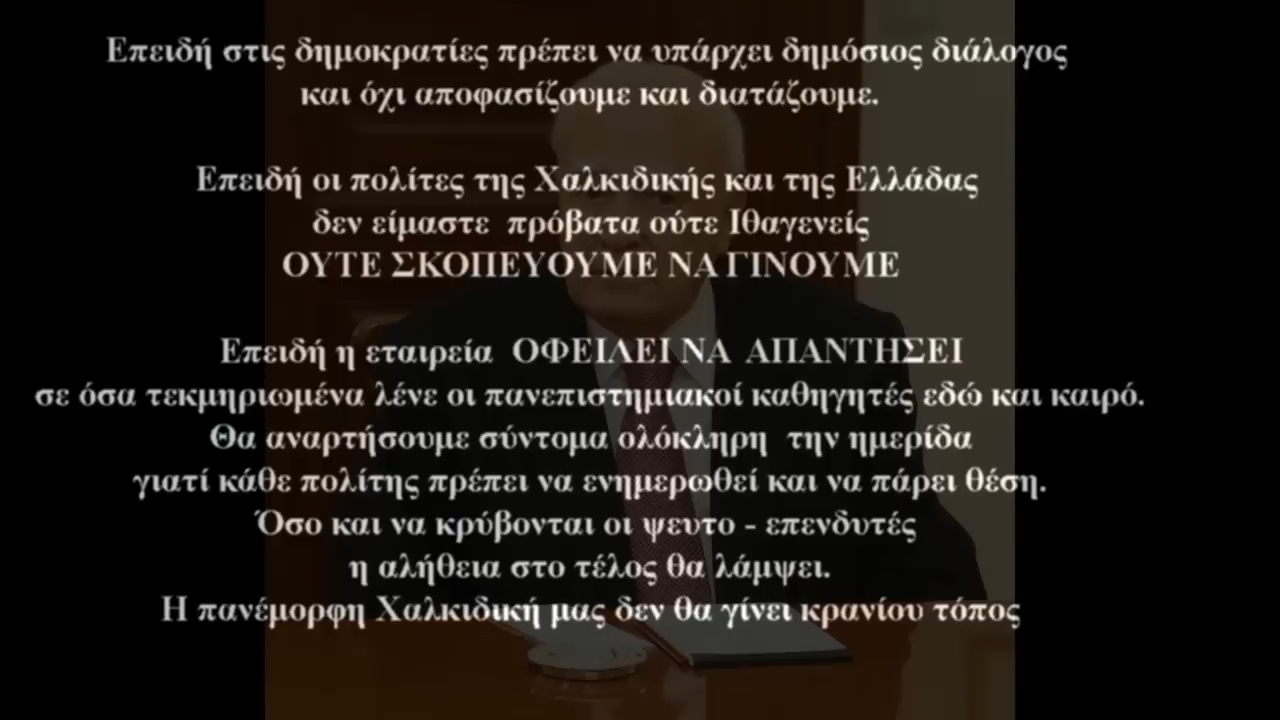 Επειδή στις δημοκρατίες πρέπει να υπάρχει δημόσιος διάλογος
και όχι αποφασίζουμε και διατάζουμε.
Επειδή οι πολίτες της Χαλκιδικής και της Ελλάδας
δεν είμαστε πρόβατα ούτε Ιθαγενείς
ΟΥΤΕ ΣΚΟΠΕΥΟΥΜΕ ΝΑ ΓΙΝΟΥΜΕ
Επειδή η εταιρεία ΟΦΕΙΛΕΙ ΝΑ ΑΠΑΝΤΗΣΕΙ
σε όσα τεκμηριωμένα λένε οι πανεπιστημιακοί καθηγητές εδώ και καιρό.
Θα αναρτήσουμε σύντομα ολόκληρη την ημερίδα
γιατί κάθε πολίτης πρέπει να ενημερωθεί και να πάρει θέση.
Όσο και να κρύβονται οι ψευτο - επενδυτές
η αλήθεια στο τέλος θα λάμψει.
Η πανέμορφη Χαλκιδική μας δεν θα γίνει κρανίου τόπος